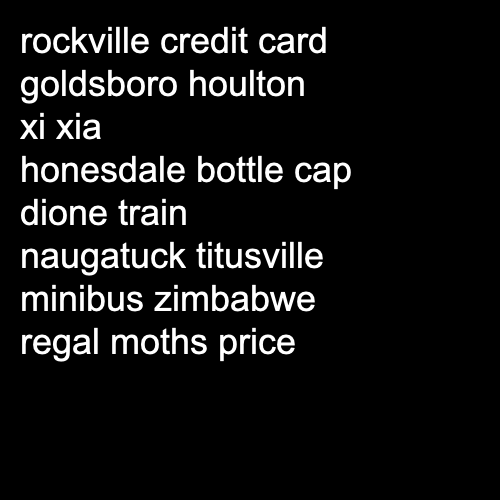 rockville credit card
goldsboro houlton
xi xia
honesdale bottle cap
dione train
naugatuck titusville
minibus zimbabwe
regal moths price